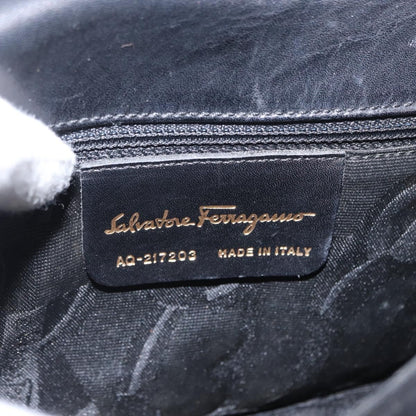 Salvatore Ferragamo
AQ-217203 MADE IN ITALY